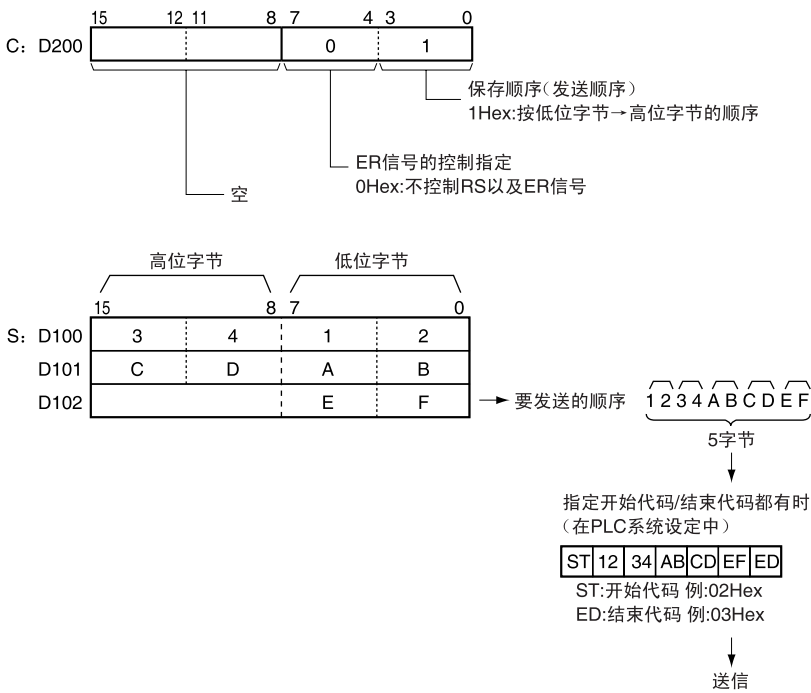 15 12 11 8 7 4 3 0
C：D200 0 1
保存顺序（发送顺序）
1Hex:按低位字节→高位字节的顺序
ER信号的控制指定
0Hex:不控制RS以及ER信号
空
高位字节 低位字节
15 8 7 0
S：D100 3 4 1 2
D101 C D A B
D102 E F
要发送的顺序 1 2 3 4 A B C D E F
5字节
指定开始代码/结束代码都有时
（在PLC系统设定中）
ST 12 34 AB CD EF ED
ST:开始代码 例:02Hex
ED:结束代码 例:03Hex
送信